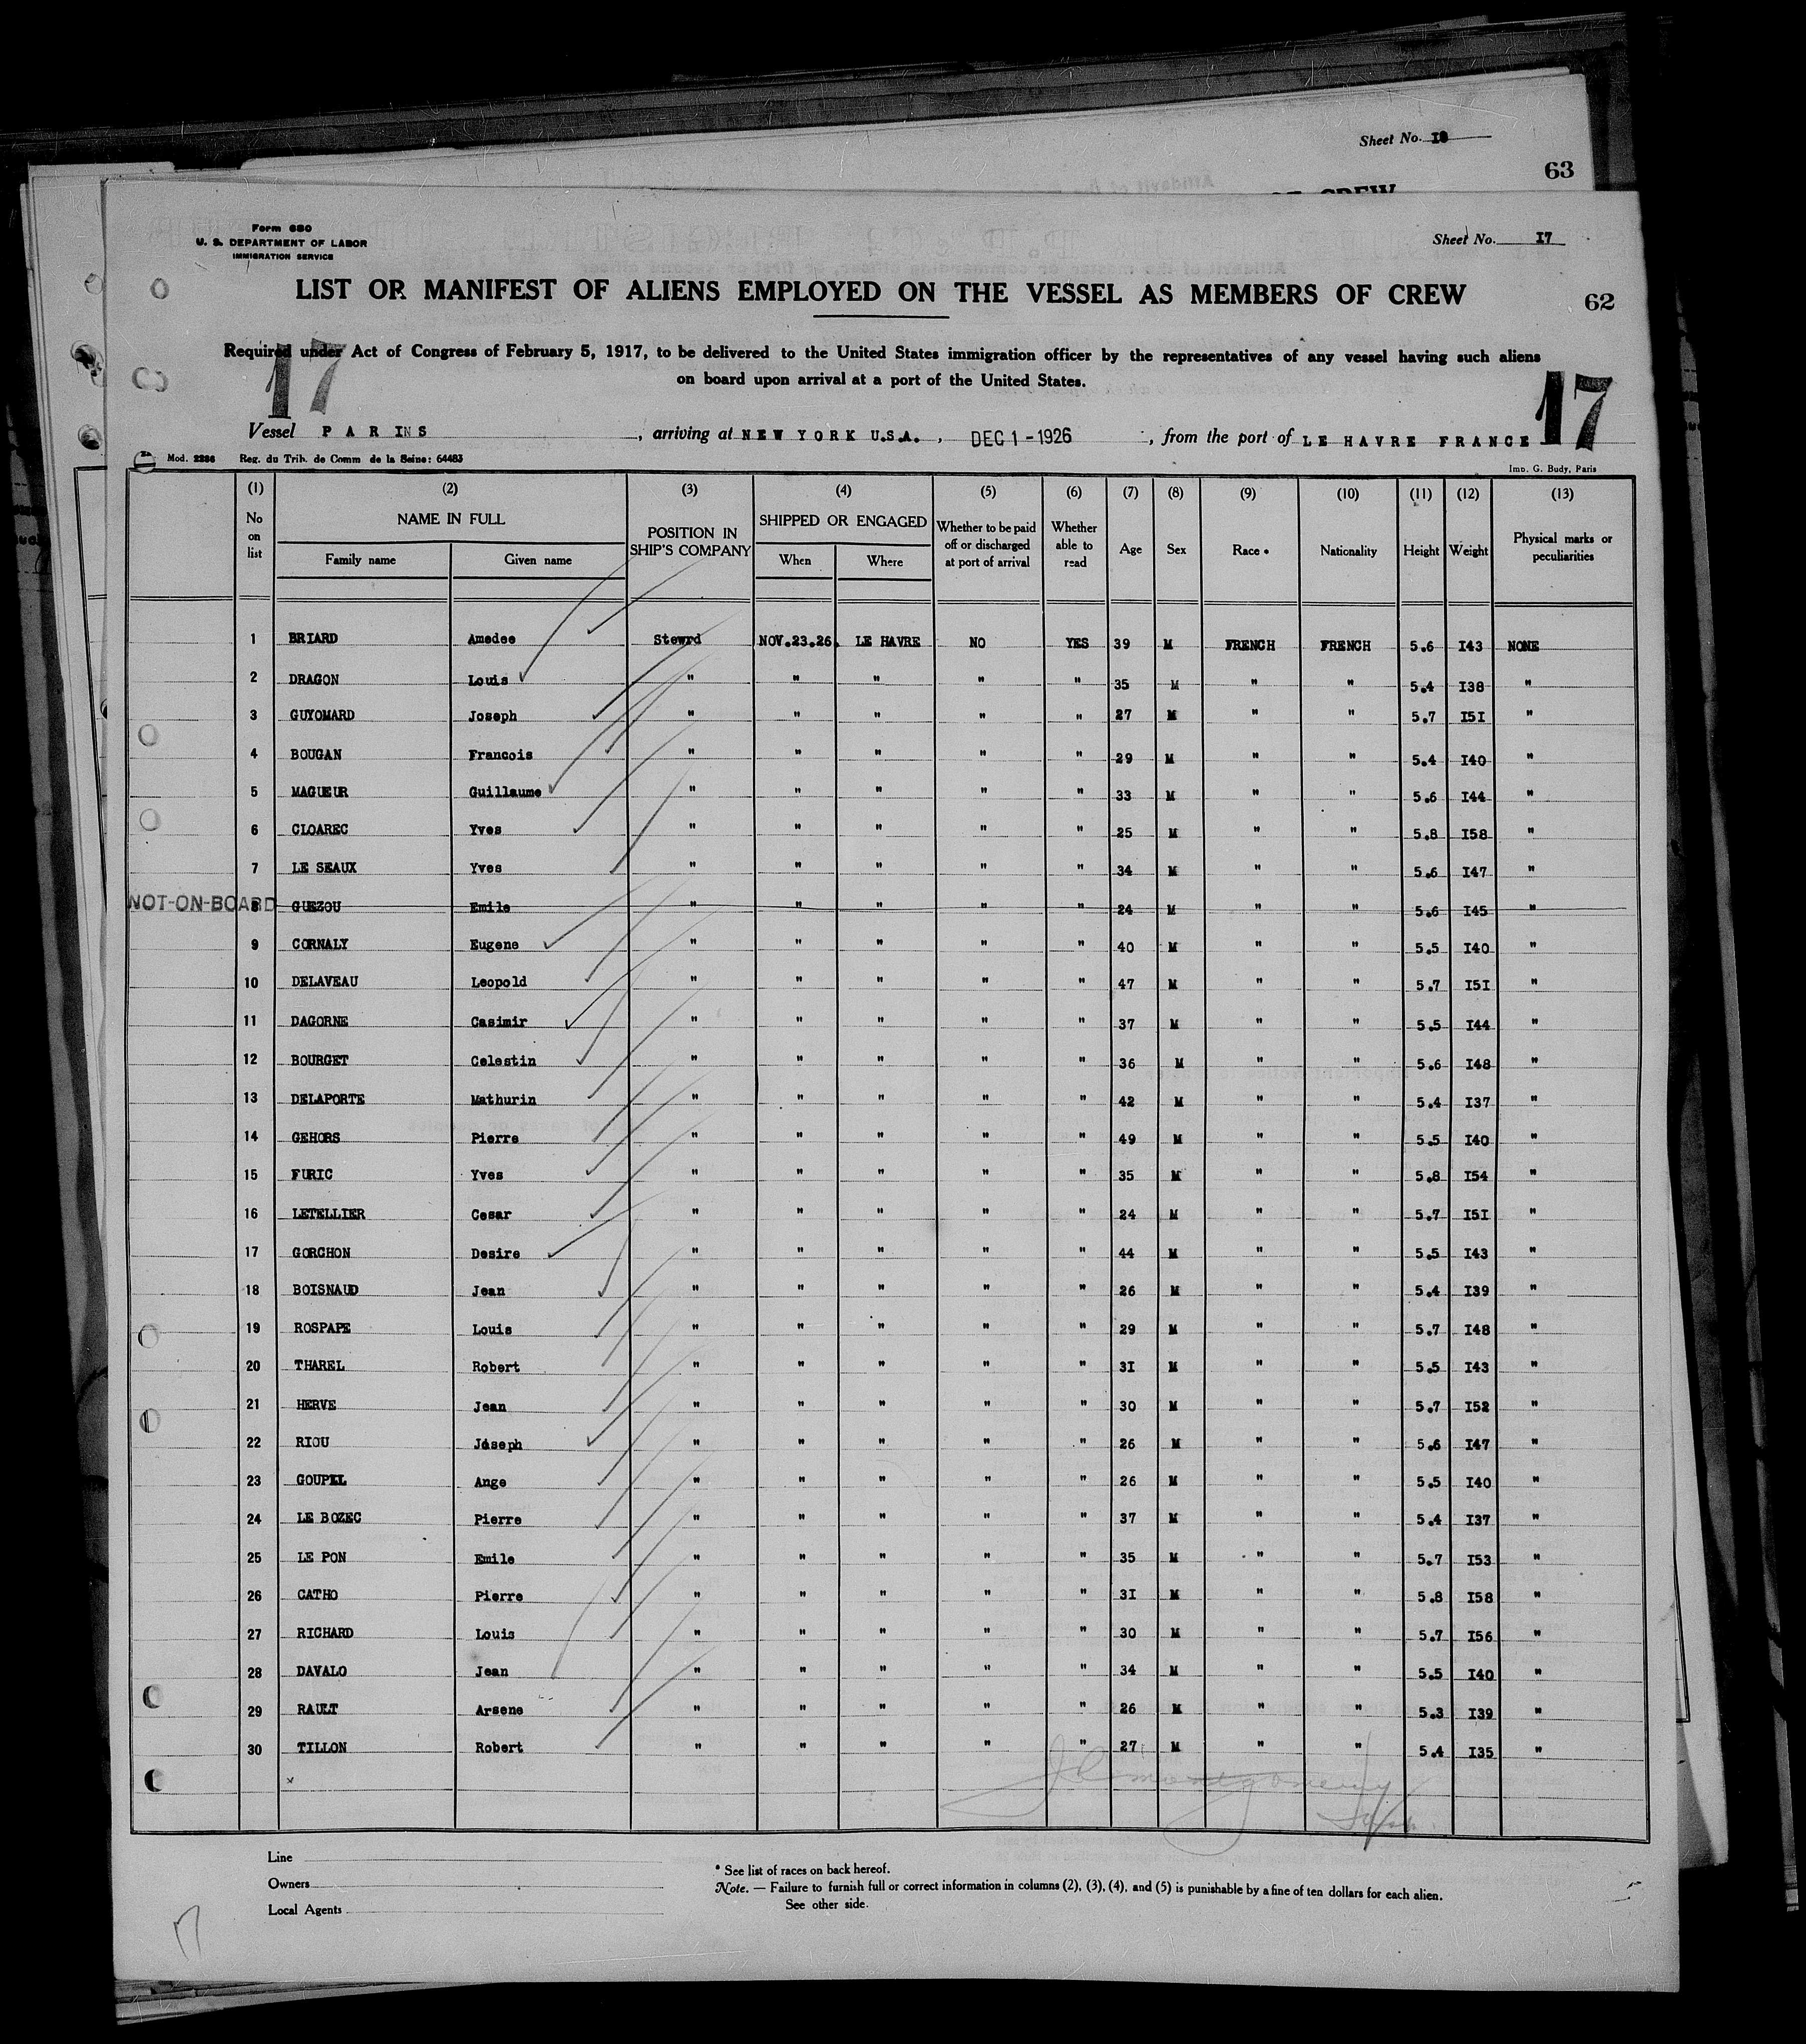 Sheet No. 18
63
OF CREW
Form 680
U. S. DEPARTMENT OF LABOR
IMMIGRATION SERVICE
Sheet No. I7
LIST OR MANIFEST OF ALIENS EMPLOYED ON THE VESSEL AS MEMBERS OF CREW
62
Required under Act of Congress of February 5, 1917, to be delivered to the United States immigration officer by the representatives of any vessel having such aliens
on board upon arrival at a port of the United States.
17
17
Vessel PARIS, arriving at NEW YORK U.S.A., DEC 1 - 1926, from the port of LE HAVRE FRANCE
Mod. 2286 Reg. du Trib. de Comm de la Seine: 64483
Imp. G. Budy, Paris
(1) (2) (3) (4) (5) (6) (7) (8) (9) (10) (11) (12) (13)
No on list NAME IN FULL Family name Given name POSITION IN SHIP'S COMPANY SHIPPED OR ENGAGED When Where Whether to be paid off or discharged at port of arrival Whether able to read Age Sex Race * Nationality Height Weight Physical marks or peculiarities
1 BRIARD Amedee Stewrd NOV.23.26. LE HAVRE NO YES 39 M FRENCH FRENCH 5.6 I43 NONE
2 DRAGON Louis " " " " " 35 M " " 5.4 I38 "
3 GUYOMARD Joseph " " " " " 27 M " " 5.7 I5I "
4 BOUGAN Francois " " " " " 29 M " " 5.4 I40 "
5 MAGUEUR Guillaume " " " " " 33 M " " 5.6 I44 "
6 CLOAREC Yves " " " " " 25 M " " 5.8 I58 "
7 LE SEAUX Yves " " " " " 34 M " " 5.6 I47 "
NOT-ON-BOARD 8 GUEZOU Emile " " " " " 24 M " " 5.6 I45 "
9 CORNALY Eugene " " " " " 40 M " " 5.5 I40 "
10 DELAVEAU Leopold " " " " " 47 M " " 5.7 I5I "
11 DAGORNE Casimir " " " " " 37 M " " 5.5 I44 "
12 BOURGET Celestin " " " " " 36 M " " 5.6 I48 "
13 DELAPORTE Mathurin " " " " " 42 M " " 5.4 I37 "
14 GEHORS Pierre " " " " " 49 M " " 5.5 I40 "
15 FURIC Yves " " " " " 35 M " " 5.8 I54 "
16 LETELLIER Cesar " " " " " 24 M " " 5.7 I5I "
17 GORCHON Desire " " " " " 44 M " " 5.5 I43 "
18 BOISNAUD Jean " " " " " 26 M " " 5.4 I39 "
19 ROSPAPE Louis " " " " " 29 M " " 5.7 I48 "
20 THAREL Robert " " " " " 3I M " " 5.5 I43 "
21 HERVE Jean " " " " " 30 M " " 5.7 I52 "
22 RIOU Joseph " " " " " 26 M " " 5.6 I47 "
23 GOUPEL Ange " " " " " 26 M " " 5.5 I40 "
24 LE BOZEC Pierre " " " " " 37 M " " 5.4 I37 "
25 LE PON Emile " " " " " 35 M " " 5.7 I53 "
26 CATHO Pierre " " " " " 3I M " " 5.8 I58 "
27 RICHARD Louis " " " " " 30 M " " 5.7 I56 "
28 DAVALO Jean " " " " " 34 M " " 5.5 I40 "
29 RAULT Arsene " " " " " 26 M " " 5.3 I39 "
30 TILLON Robert " " " " " 27 M " " 5.4 I35 "
Line
Owners
Local Agents
* See list of races on back hereof.
Note. — Failure to furnish full or correct information in columns (2), (3), (4), and (5) is punishable by a fine of ten dollars for each alien.
See other side.